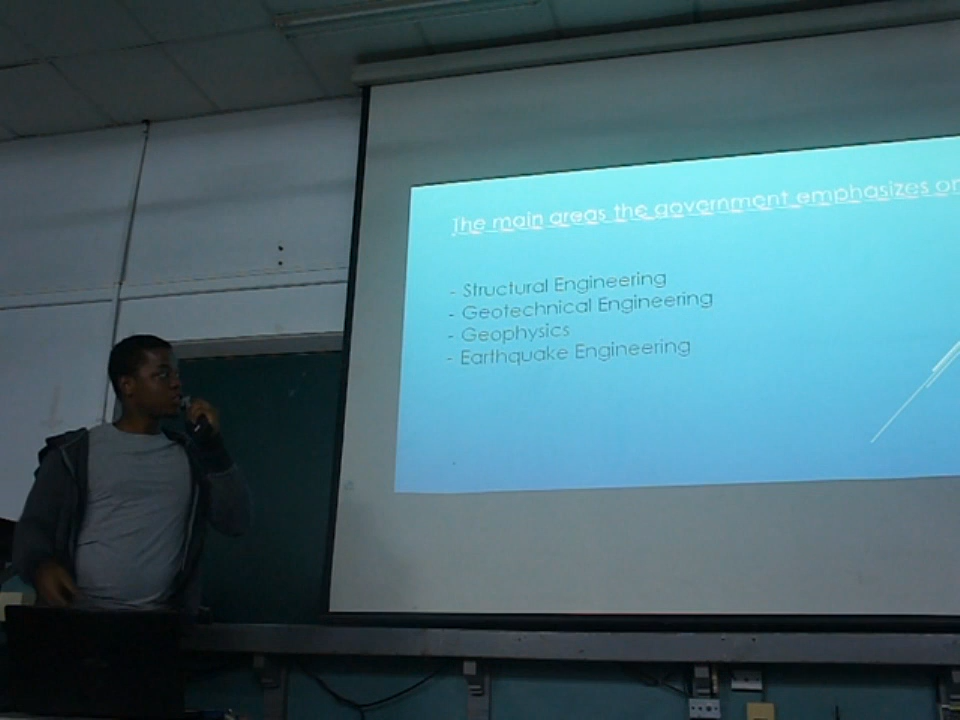 The main areas the government emphasizes on
- Structural Engineering
- Geotechnical Engineering
- Geophysics
- Earthquake Engineering